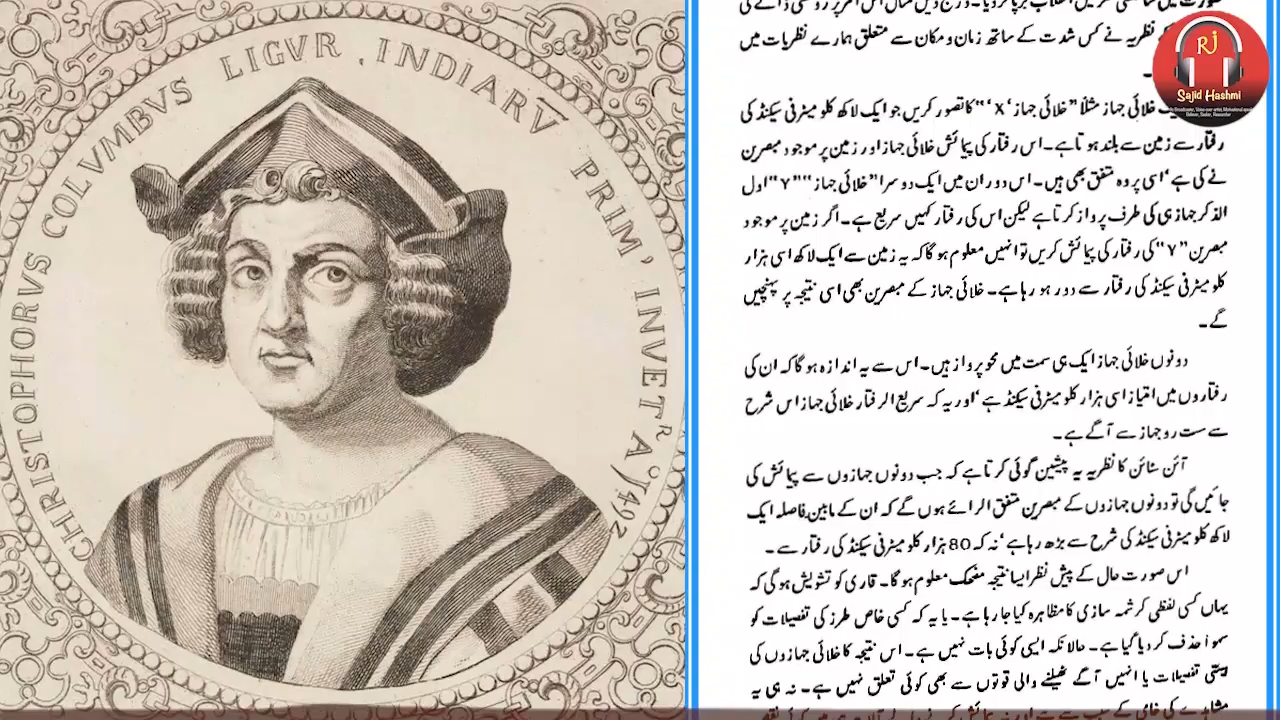 CHRISTOPHORVS COLVMBVS LIGVR INDIARV̄ PRIM' INVETʳ A° 1492
RJ
Sajid Hashmi
نظریہ نے کس شدت کے ساتھ زمان و مکان سے متعلق ہمارے نظریات میں
خلائی جہاز مثلاً ”خلائی جہاز ‘X‘“ کا تصور کریں جو ایک لاکھ کلو میٹر فی سیکنڈ کی
رفتار سے زمین سے بلند ہوتا ہے۔ اس رفتار کی پیمائش خلائی جہاز اور زمین پر موجود مبصرین
نے کی ہے‘ اسی پر وہ متفق بھی ہیں۔ اس دوران میں ایک دوسرا ”خلائی جہاز“ ”Y“ اول
الذکر جہاز ہی کی طرف پرواز کرتا ہے لیکن اس کی رفتار کہیں سریع ہے۔ اگر زمین پر موجود
مبصرین ”Y“ کی رفتار کی پیمائش کریں تو انہیں معلوم ہو گا کہ یہ زمین سے ایک لاکھ اسی ہزار
کلو میٹر فی سیکنڈ کی رفتار سے دور ہو رہا ہے۔ خلائی جہاز کے مبصرین بھی اسی نتیجہ پر پہنچیں
گے۔
دونوں خلائی جہاز ایک ہی سمت میں محو پرواز ہیں۔ اس سے یہ اندازہ ہو گا کہ ان کی
رفتاروں میں امتیاز اسی ہزار کلو میٹر فی سیکنڈ ہے‘ اور یہ کہ سریع الرفتار خلائی جہاز اس شرح
سے ست رو جہاز سے آگے ہے۔
آئن سٹائن کا نظریہ یہ پیشین گوئی کرتا ہے کہ جب دونوں جہازوں سے پیمائش کی
جائیں گی تو دونوں جہازوں کے مبصرین متفق الرائے ہوں گے کہ ان کے مابین فاصلہ ایک
لاکھ کلو میٹر فی سیکنڈ کی شرح سے بڑھ رہا ہے‘ نہ کہ 80 ہزار کلو میٹر فی سیکنڈ کی رفتار سے۔
اس صورت حال کے پیش نظر ایسا نتیجہ مضحک معلوم ہو گا۔ قاری کو تشویش ہو گی کہ
یہاں کسی لفظی کرشمہ سازی کا مظاہرہ کیا جا رہا ہے۔ یا یہ کہ کسی خاص طرز کی تفصیلات کو
سہواً حذف کر دیا گیا ہے۔ حالانکہ ایسی کوئی بات نہیں ہے۔ اس نتیجہ کا خلائی جہازوں کی
تفصیلات یا انہیں آگے ٹھیلنے والی قوتوں سے بھی کوئی تعلق نہیں ہے۔ نہ ہی یہ